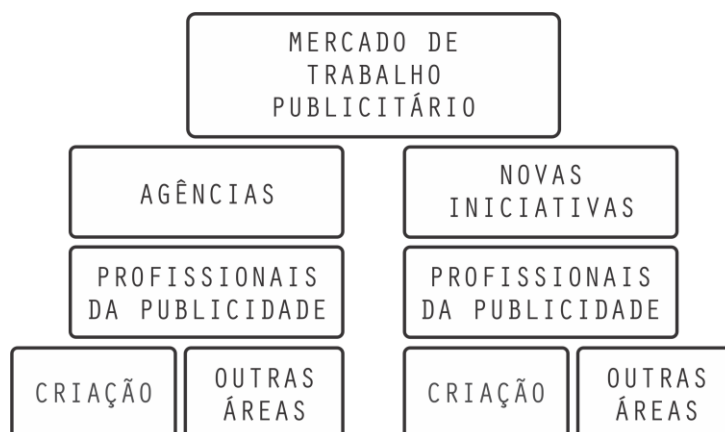 MERCADO DE
TRABALHO
PUBLICITÁRIO
AGÊNCIAS
NOVAS
INICIATIVAS
PROFISSIONAIS
DA PUBLICIDADE
PROFISSIONAIS
DA PUBLICIDADE
CRIAÇÃO
OUTRAS
ÁREAS
CRIAÇÃO
OUTRAS
ÁREAS